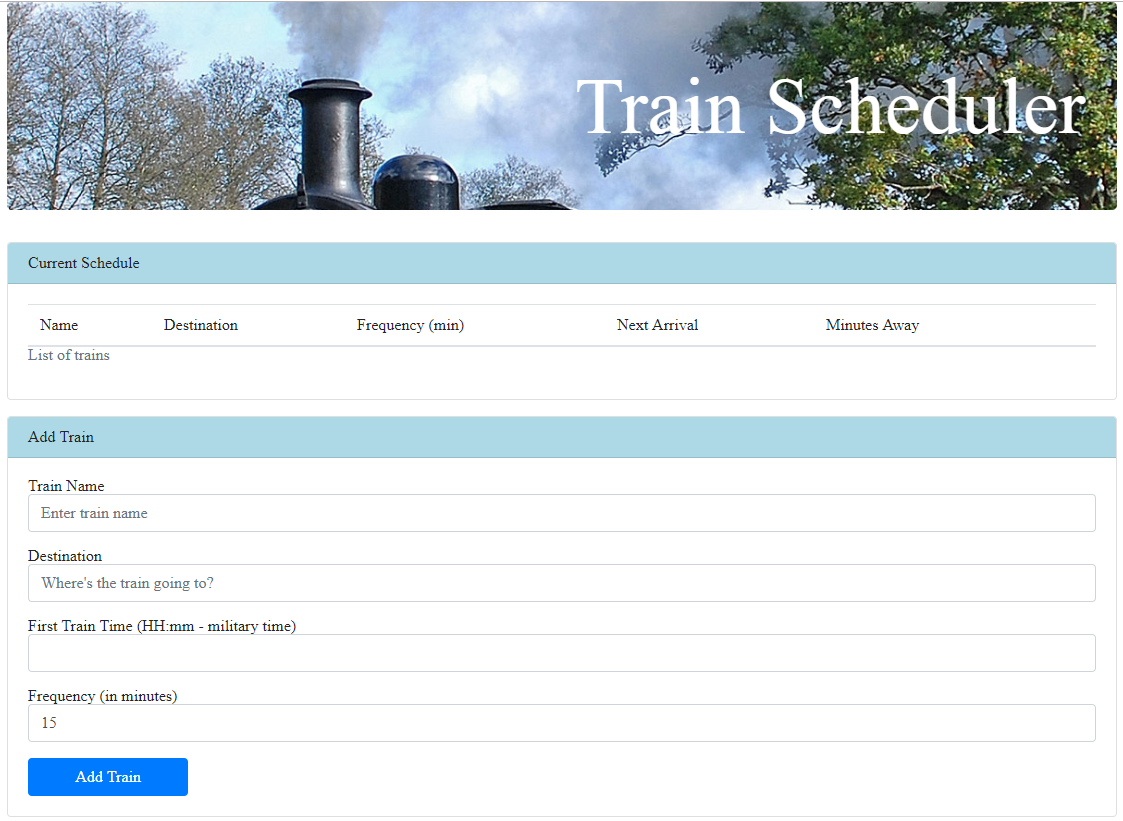 Train Scheduler
Current Schedule
Name Destination Frequency (min) Next Arrival Minutes Away
List of trains
Add Train
Train Name
Enter train name
Destination
Where's the train going to?
First Train Time (HH:mm - military time)
Frequency (in minutes)
15
Add Train